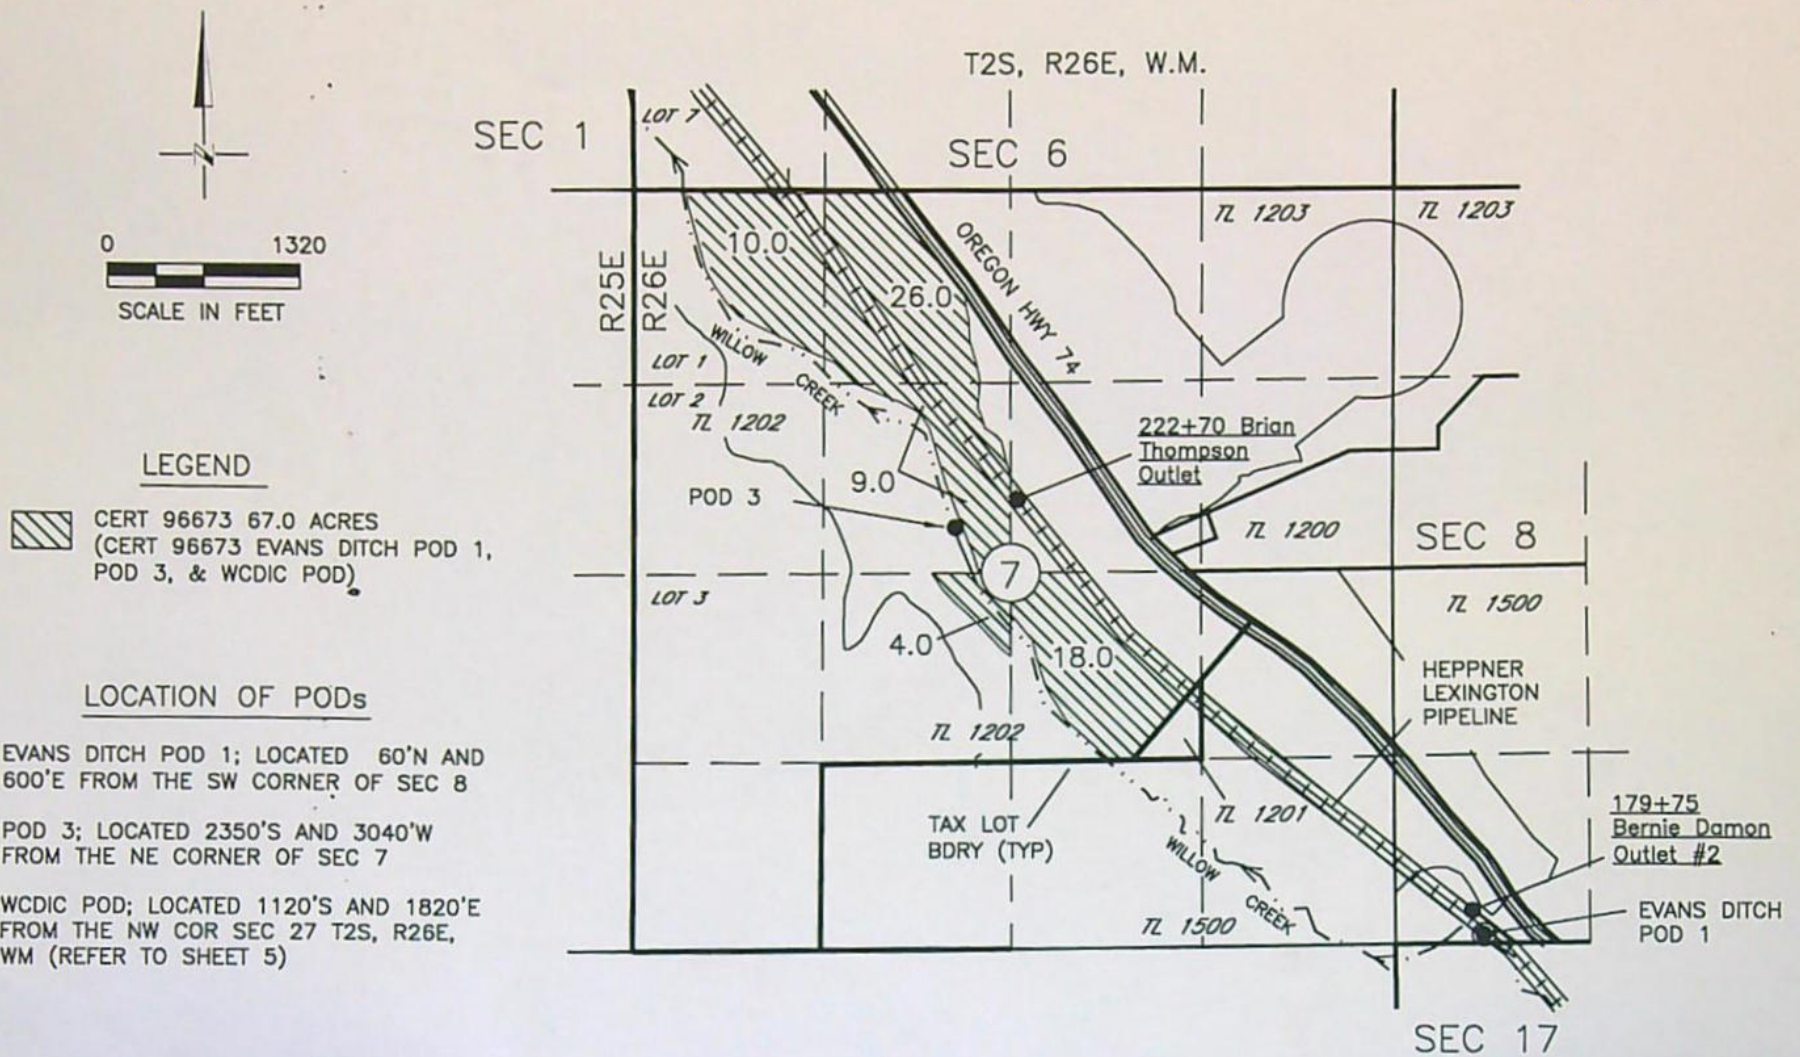 T2S, R26E, W.M.
SEC 1
LOT 7
SEC 6
0 1320
SCALE IN FEET
R25E
R26E
10.0
26.0
OREGON HWY 74
TL 1203
TL 1203
WILLOW
CREEK
LOT 1
LOT 2
TL 1202
9.0
POD 3
222+70 Brian
Thompson
Outlet
TL 1200
SEC 8
7
LOT 3
4.0
18.0
TL 1500
HEPPNER
LEXINGTON
PIPELINE
TL 1202
TAX LOT
BDRY (TYP)
TL 1201
WILLOW
CREEK
TL 1500
179+75
Bernie Damon
Outlet #2
EVANS DITCH
POD 1
SEC 17
LEGEND
CERT 96673 67.0 ACRES
(CERT 96673 EVANS DITCH POD 1,
POD 3, & WCDIC POD)
LOCATION OF PODs
EVANS DITCH POD 1; LOCATED 60'N AND
600'E FROM THE SW CORNER OF SEC 8
POD 3; LOCATED 2350'S AND 3040'W
FROM THE NE CORNER OF SEC 7
WCDIC POD; LOCATED 1120'S AND 1820'E
FROM THE NW COR SEC 27 T2S, R26E,
WM (REFER TO SHEET 5)